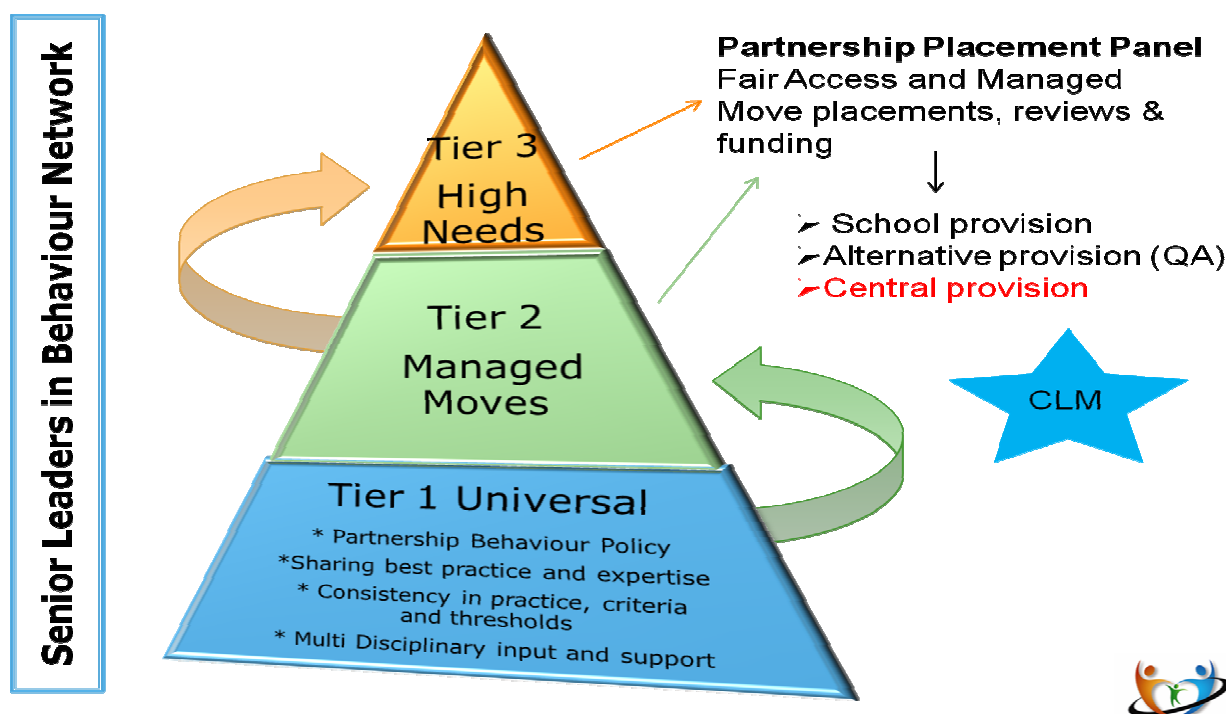 Senior Leaders in Behaviour Network
Partnership Placement Panel
Fair Access and Managed
Move placements, reviews &
funding
➢ School provision
➢Alternative provision (QA)
➢Central provision
Tier 3
High
Needs
Tier 2
Managed
Moves
CLM
Tier 1 Universal
* Partnership Behaviour Policy
*Sharing best practice and expertise
* Consistency in practice, criteria
and thresholds
* Multi Disciplinary input and support